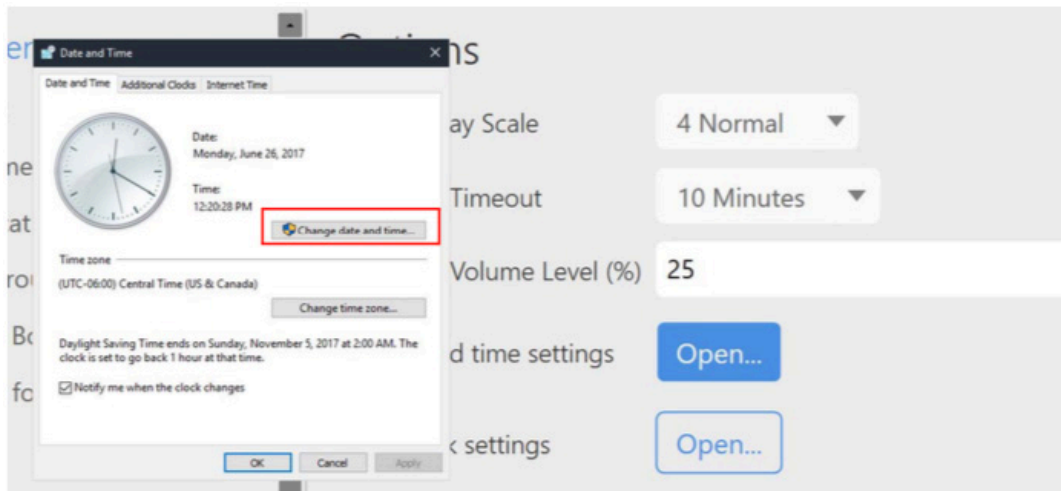 Date and Time
Date and Time Additional Clocks Internet Time
Date:
Monday, June 26, 2017
Time:
12:20:28 PM
Change date and time...
Time zone
(UTC-06:00) Central Time (US & Canada)
Change time zone...
Daylight Saving Time ends on Sunday, November 5, 2017 at 2:00 AM. The
clock is set to go back 1 hour at that time.
Notify me when the clock changes
OK Cancel Apply
Scale 4 Normal
Timeout 10 Minutes
Volume Level (%) 25
time settings Open...
settings Open...